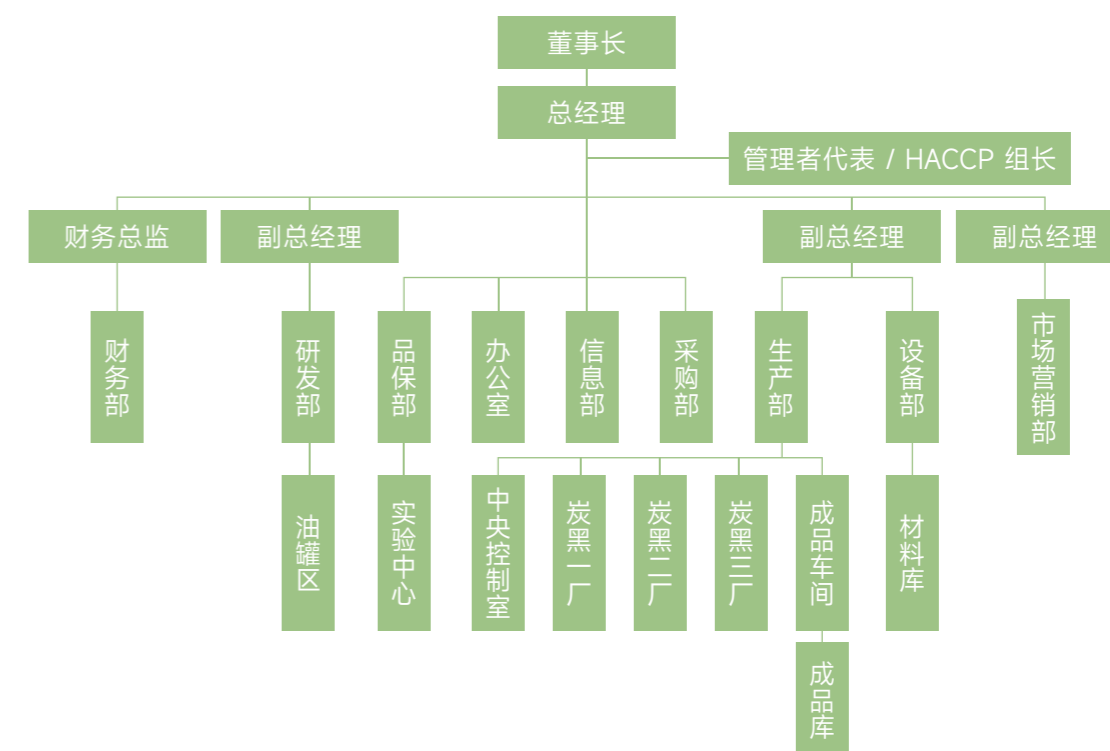 董事长
总经理
管理者代表 / HACCP 组长
财务总监
副总经理
副总经理
副总经理
财务部
研发部
品保部
办公室
信息部
采购部
生产部
设备部
市场营销部
油罐区
实验中心
中央控制室
炭黑一厂
炭黑二厂
炭黑三厂
成品车间
材料库
成品库